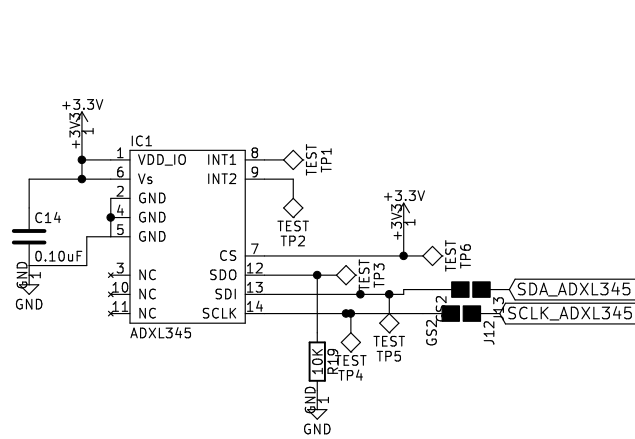 +3.3V
+3V3
1
IC1
1 VDD_IO INT1 8
6 Vs INT2 9
2 GND
4 GND
5 GND
CS 7
3 NC SDO 12
10 NC SDI 13
11 NC SCLK 14
ADXL345
C14
0.10uF
GND
1
GND
TEST
TP1
TEST
TP2
+3.3V
+3V3
1
TEST
TP6
TEST
TP3
SDA_ADXL345
GS2
J13
SCLK_ADXL345
GS2
J12
TEST
TP5
TEST
TP4
10K
R19
GND
1
GND